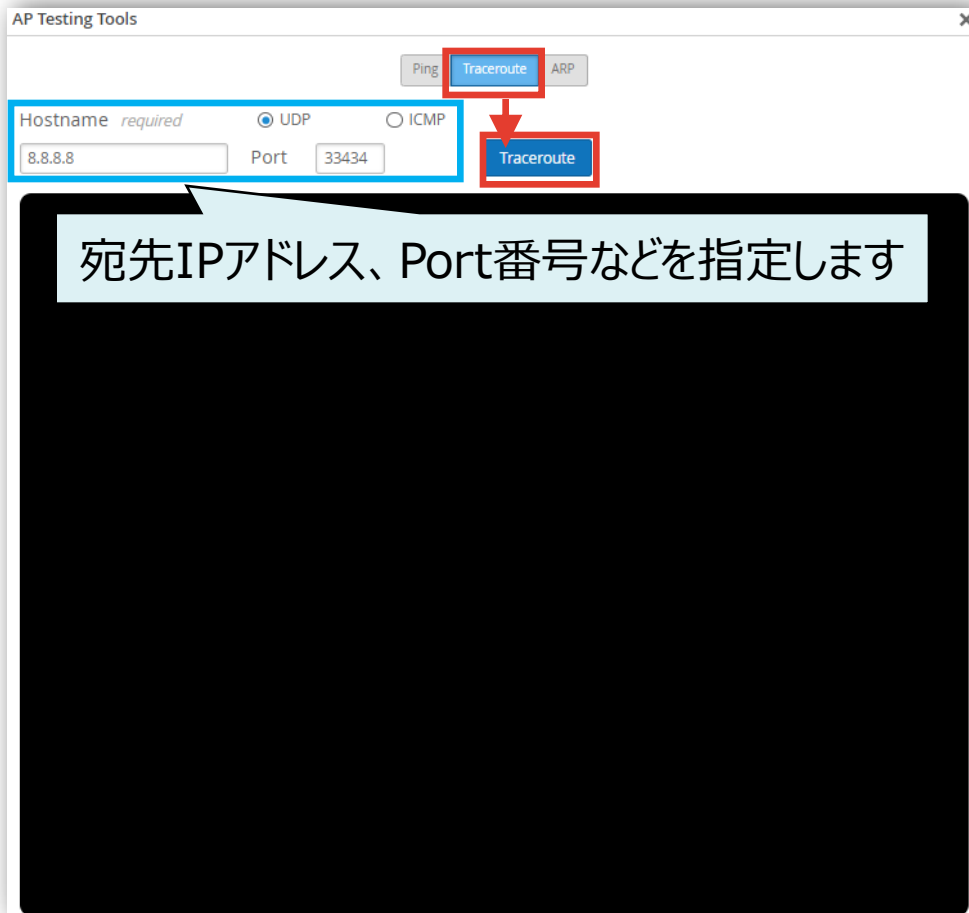 AP Testing Tools
Ping Traceroute ARP
Hostname required UDP ICMP
8.8.8.8 Port 33434 Traceroute
宛先IPアドレス、Port番号などを指定します